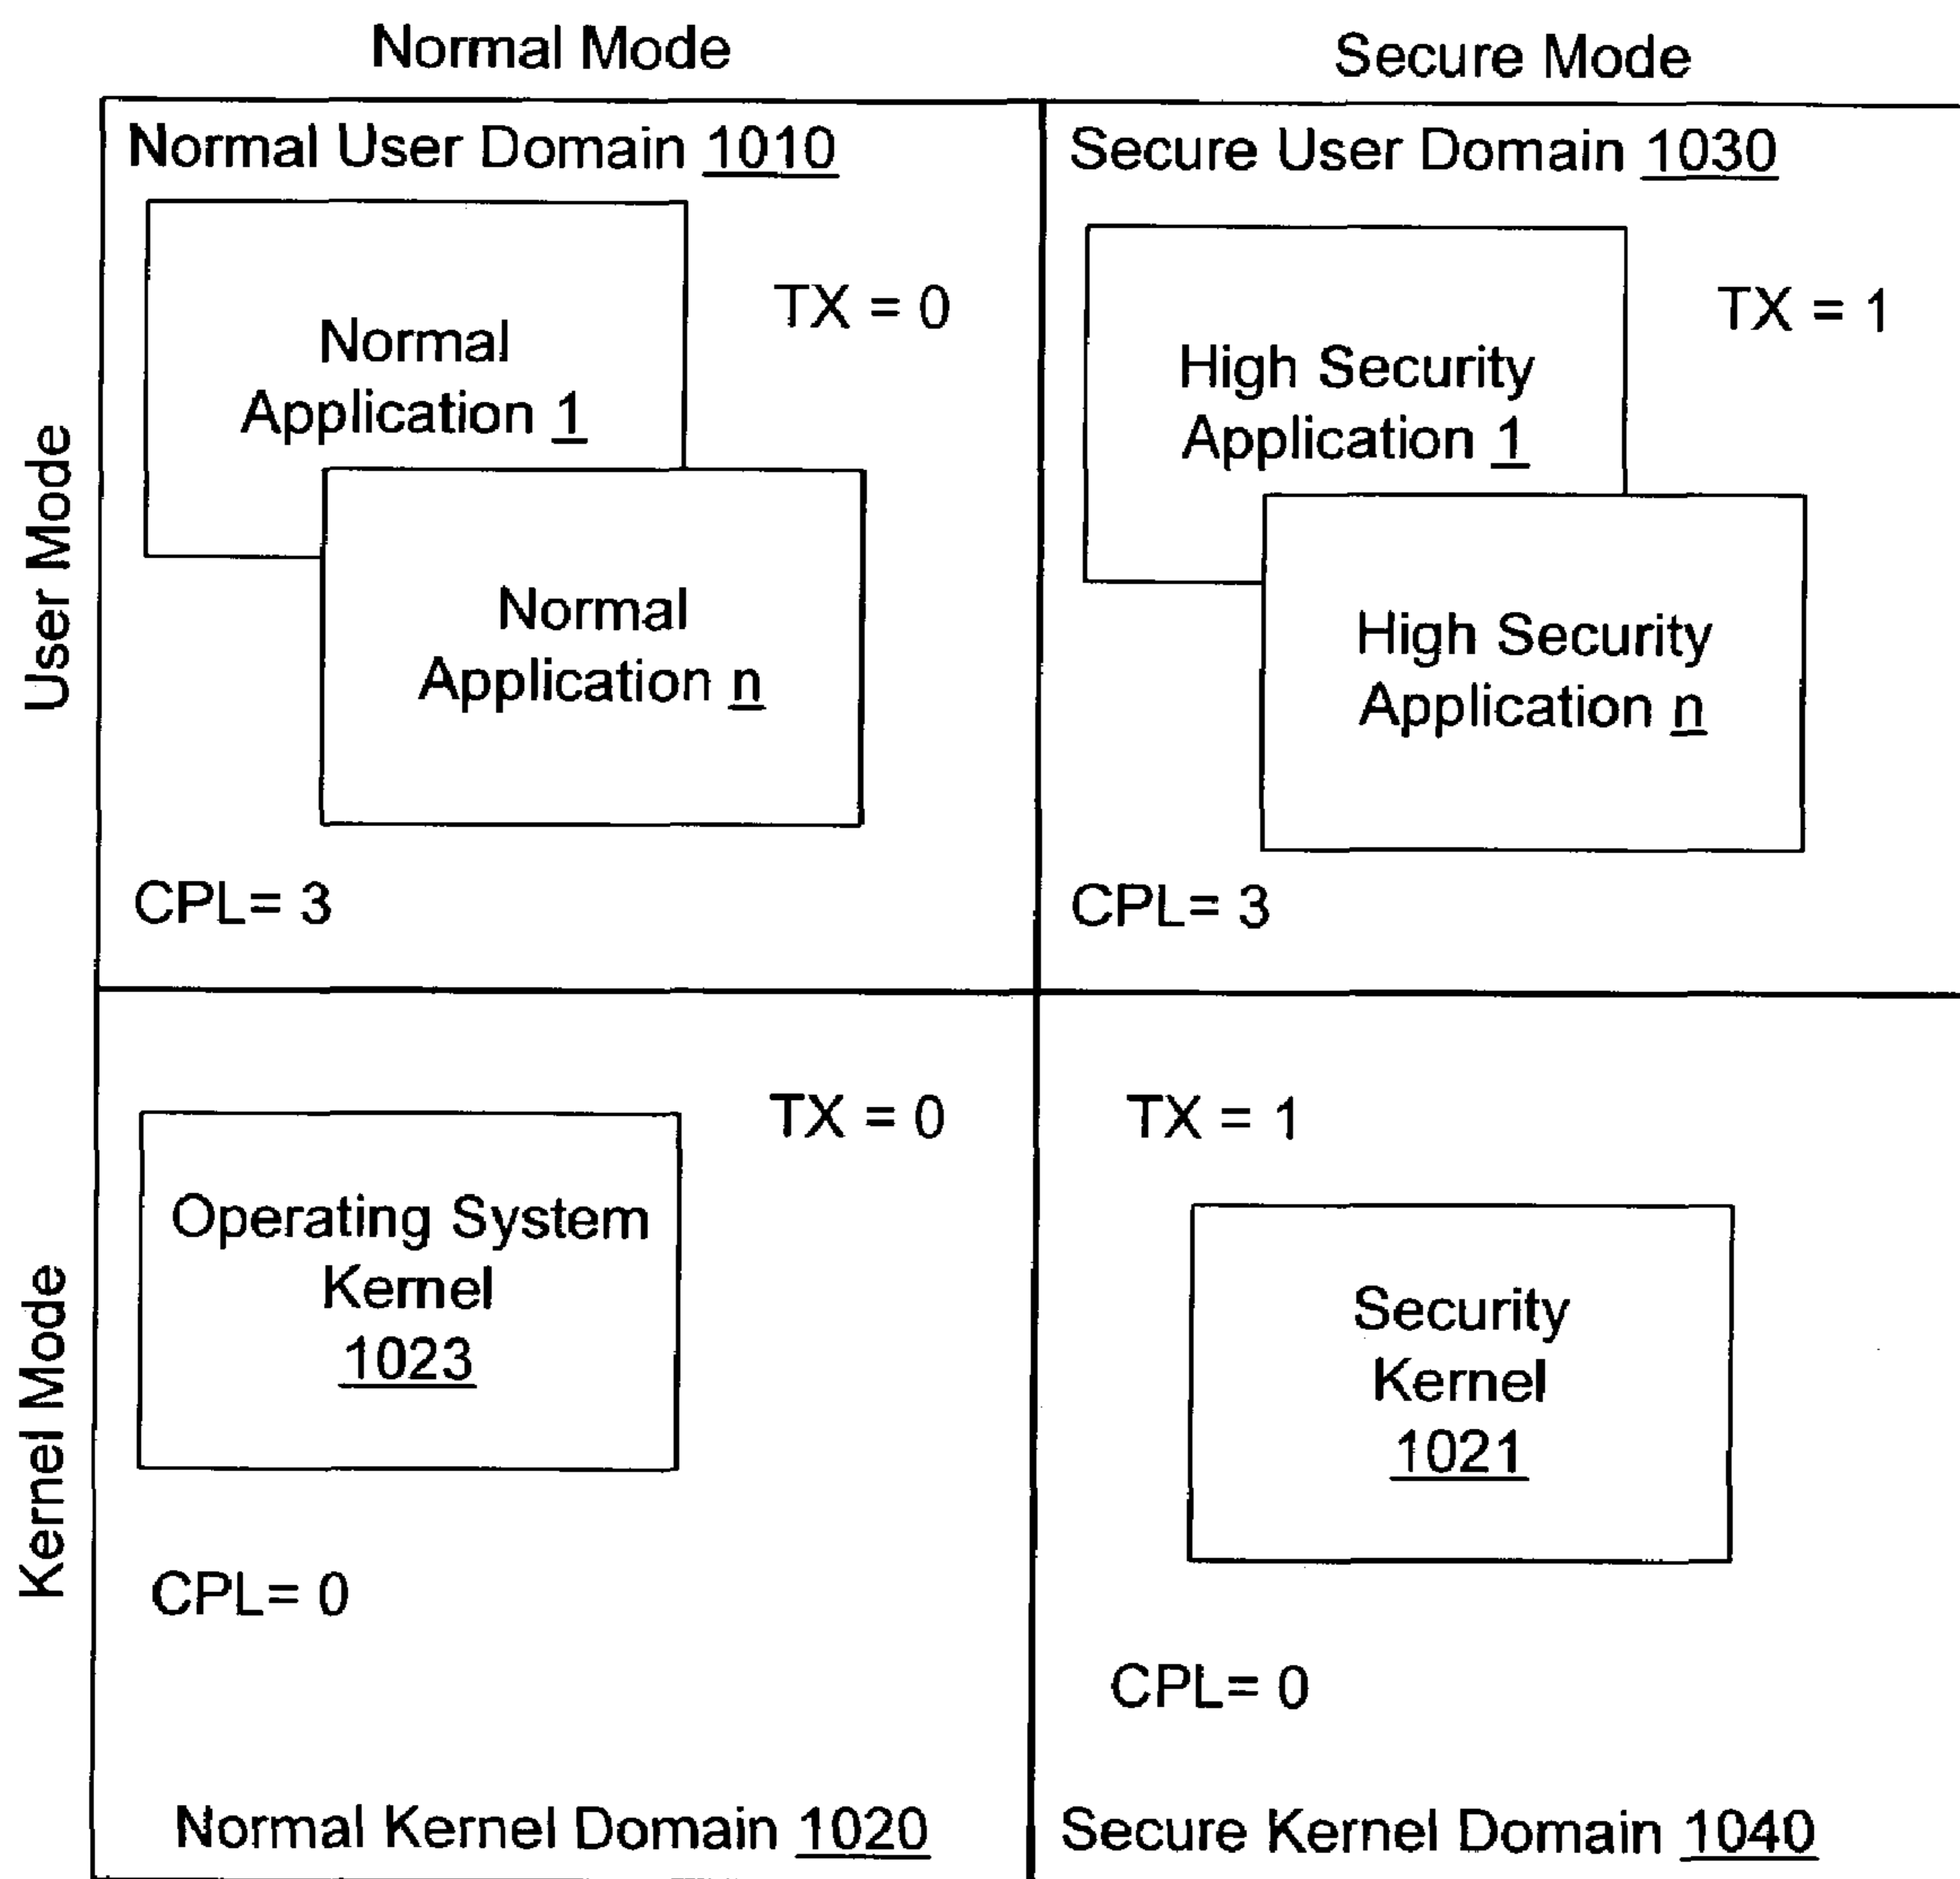 Normal Mode
Secure Mode
User Mode
Normal User Domain 1010
TX = 0
Normal
Application 1
Normal
Application n
CPL= 3
Secure User Domain 1030
TX = 1
High Security
Application 1
High Security
Application n
CPL= 3
Kernel Mode
TX = 0
Operating System
Kernel
1023
CPL= 0
Normal Kernel Domain 1020
TX = 1
Security
Kernel
1021
CPL= 0
Secure Kernel Domain 1040